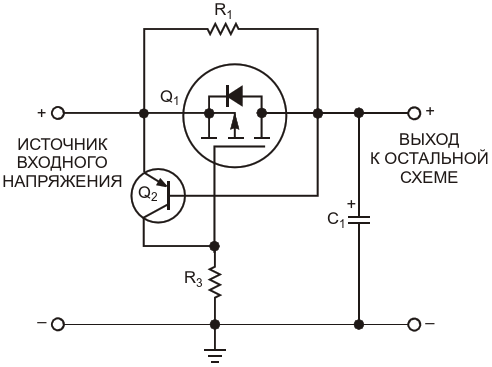 R1
Q1
+
+
ИСТОЧНИК
ВХОДНОГО
НАПРЯЖЕНИЯ
ВЫХОД
К ОСТАЛЬНОЙ
СХЕМЕ
Q2
+
C1
R3
–
–